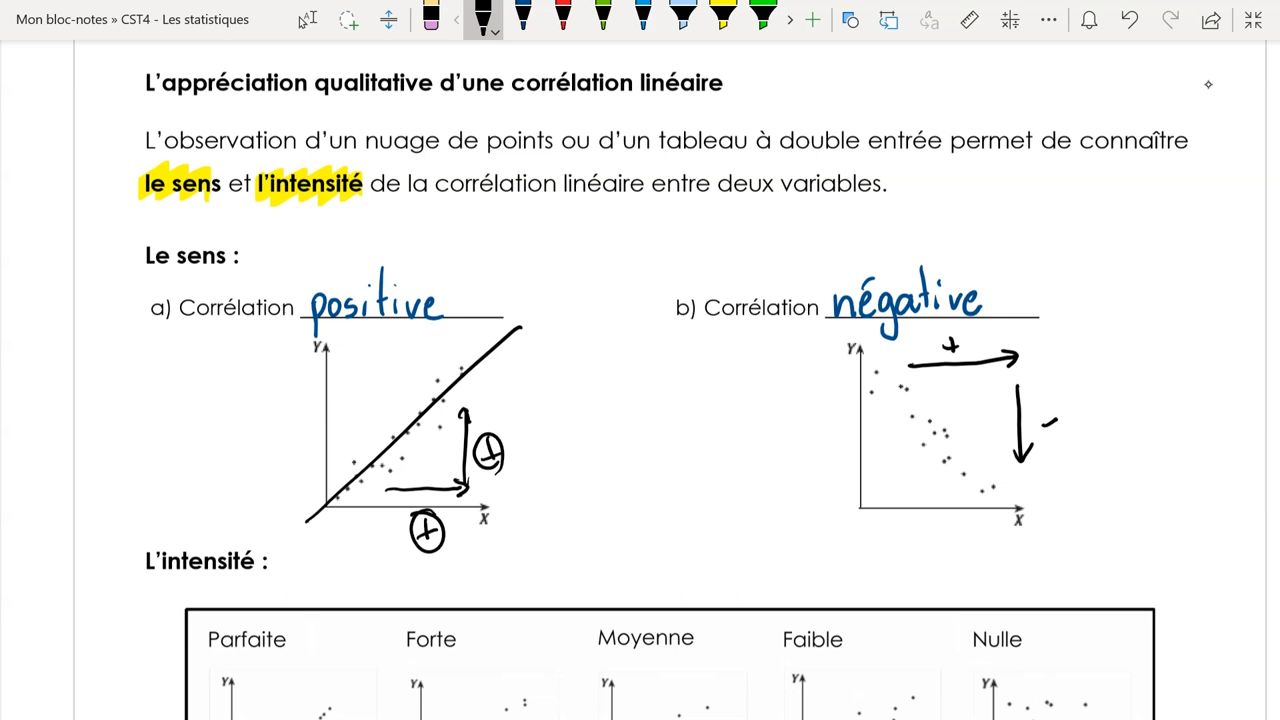 Mon bloc-notes » CST4 - Les statistiques
L'appréciation qualitative d'une corrélation linéaire
L'observation d'un nuage de points ou d'un tableau à double entrée permet de connaître
le sens et l'intensité de la corrélation linéaire entre deux variables.
Le sens :
a) Corrélation positive
b) Corrélation négative
Y
Y
+
+
-
X
X
+
L'intensité :
Parfaite Forte Moyenne Faible Nulle
Y Y Y Y Y